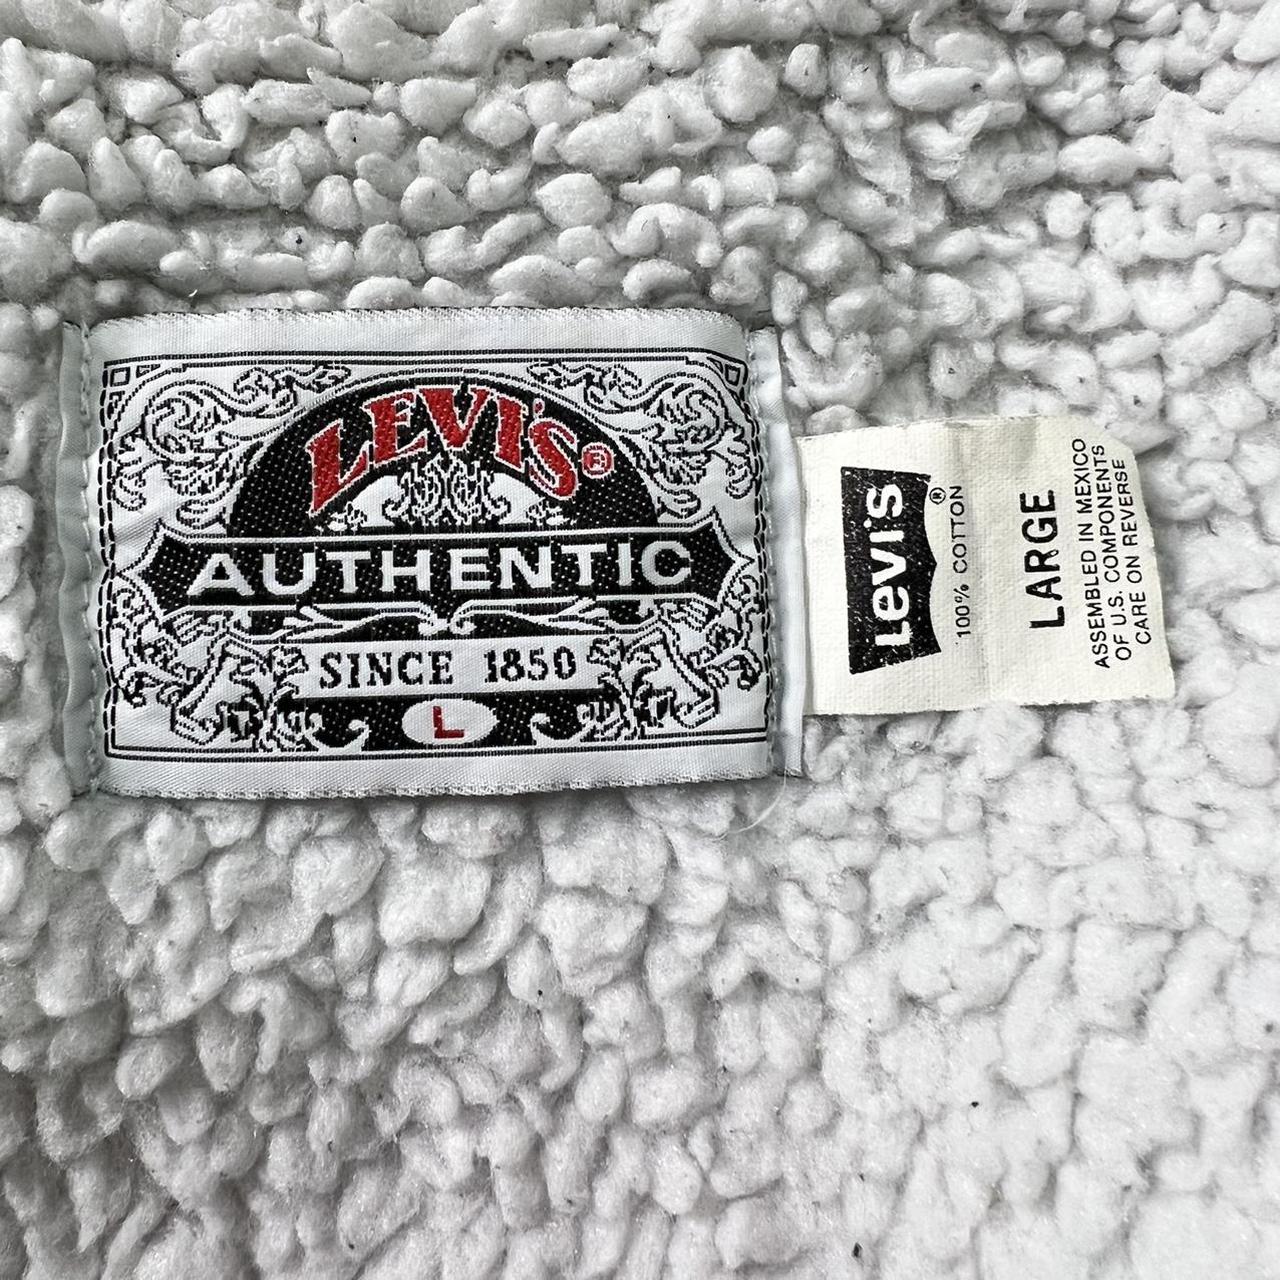 LEVI'S®
AUTHENTIC
SINCE 1850
L
Levi's®
100% COTTON
LARGE
ASSEMBLED IN MEXICO
OF U.S. COMPONENTS
CARE ON REVERSE